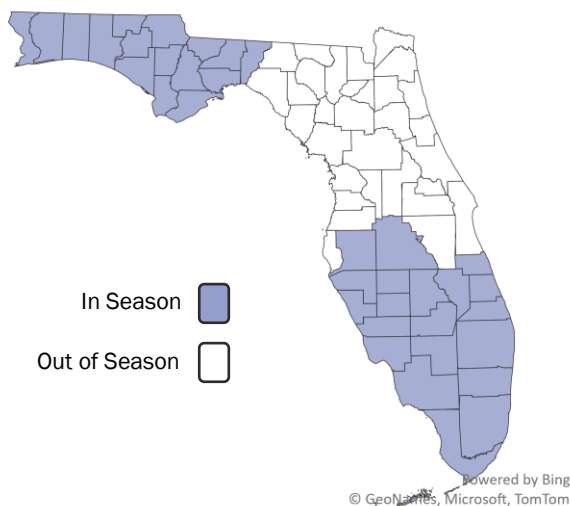 In Season
Out of Season
Powered by Bing
© GeoNames, Microsoft, TomTom